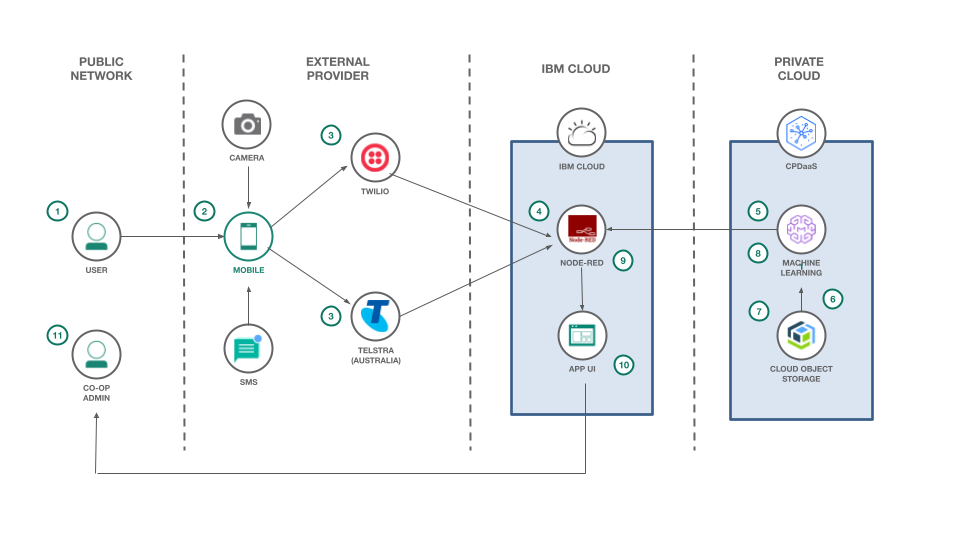 PUBLIC
NETWORK
EXTERNAL
PROVIDER
IBM CLOUD
PRIVATE
CLOUD
CAMERA
3
TWILIO
IBM CLOUD
CPDaaS
1
USER
2
MOBILE
4
Node-RED
NODE-RED
9
5
8
MACHINE
LEARNING
11
CO-OP
ADMIN
SMS
3
T
TELSTRA
(AUSTRALIA)
APP UI
10
6
7
CLOUD OBJECT
STORAGE